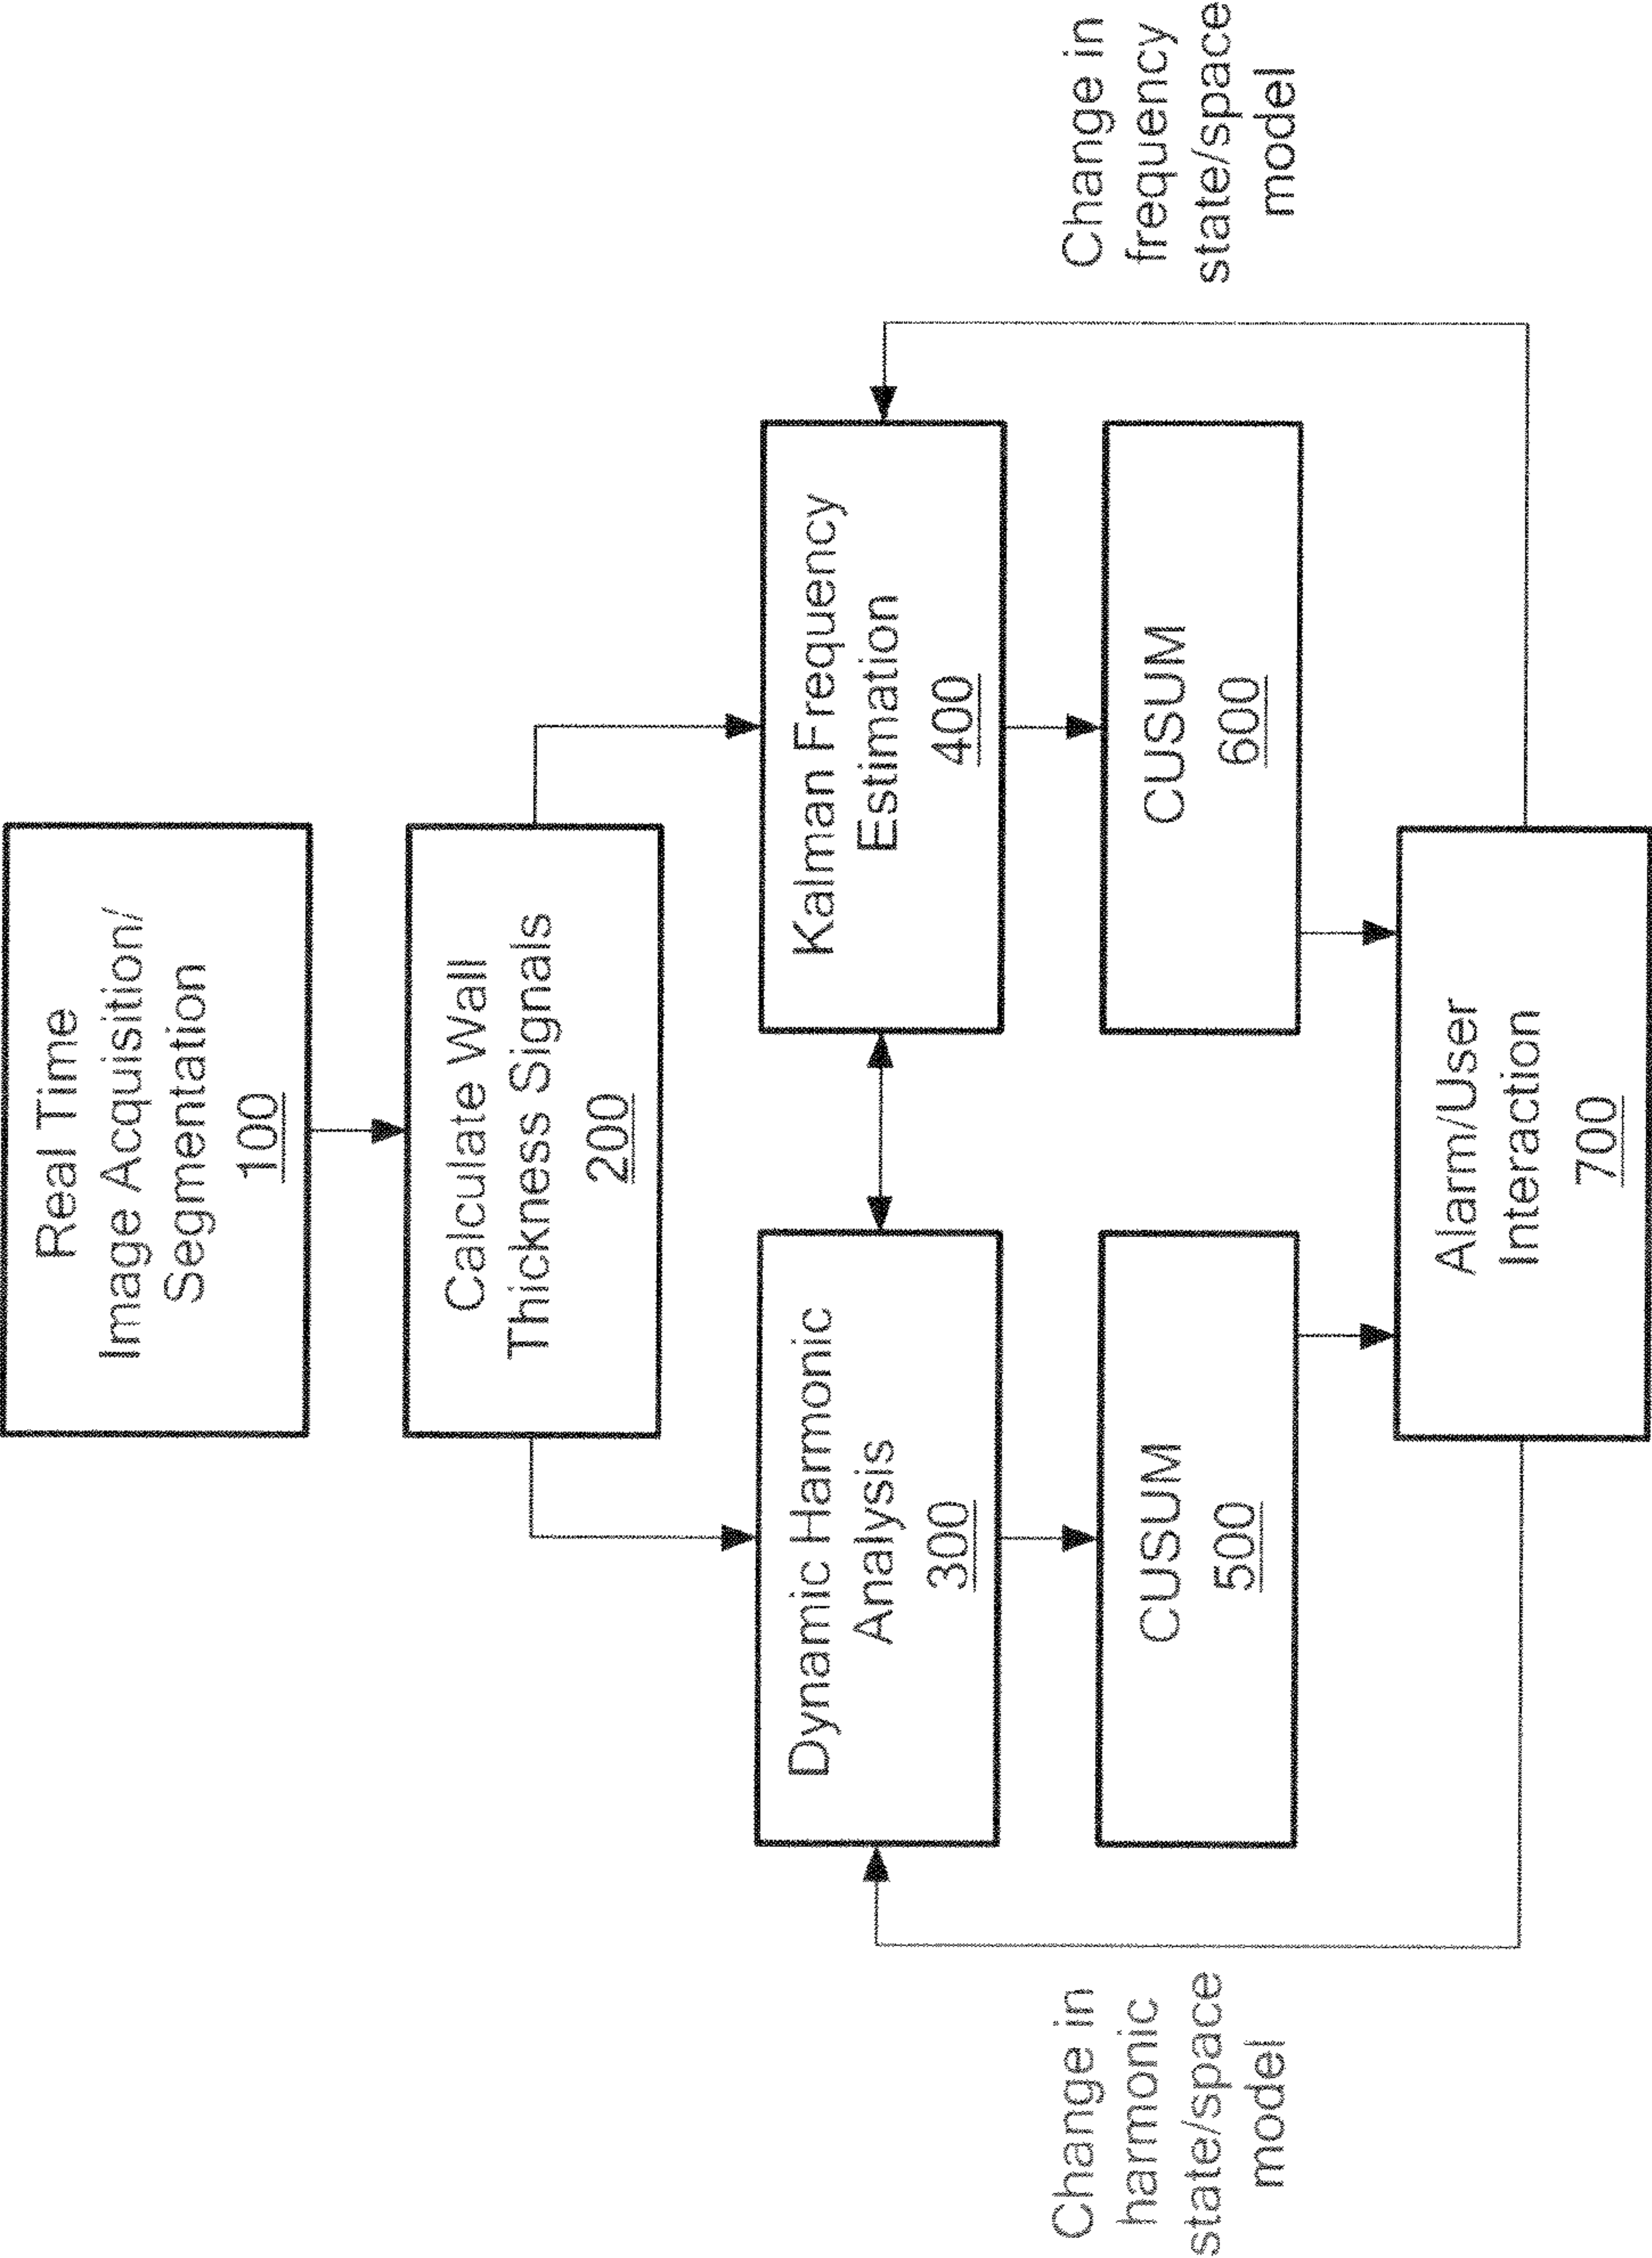 Real Time
Image Acquisition/
Segmentation
100
Calculate Wall
Thickness Signals
200
Dynamic Harmonic
Analysis
300
Kalman Frequency
Estimation
400
CUSUM
500
CUSUM
600
Alarm/User
Interaction
700
Change in
harmonic
state/space
model
Change in
frequency
state/space
model